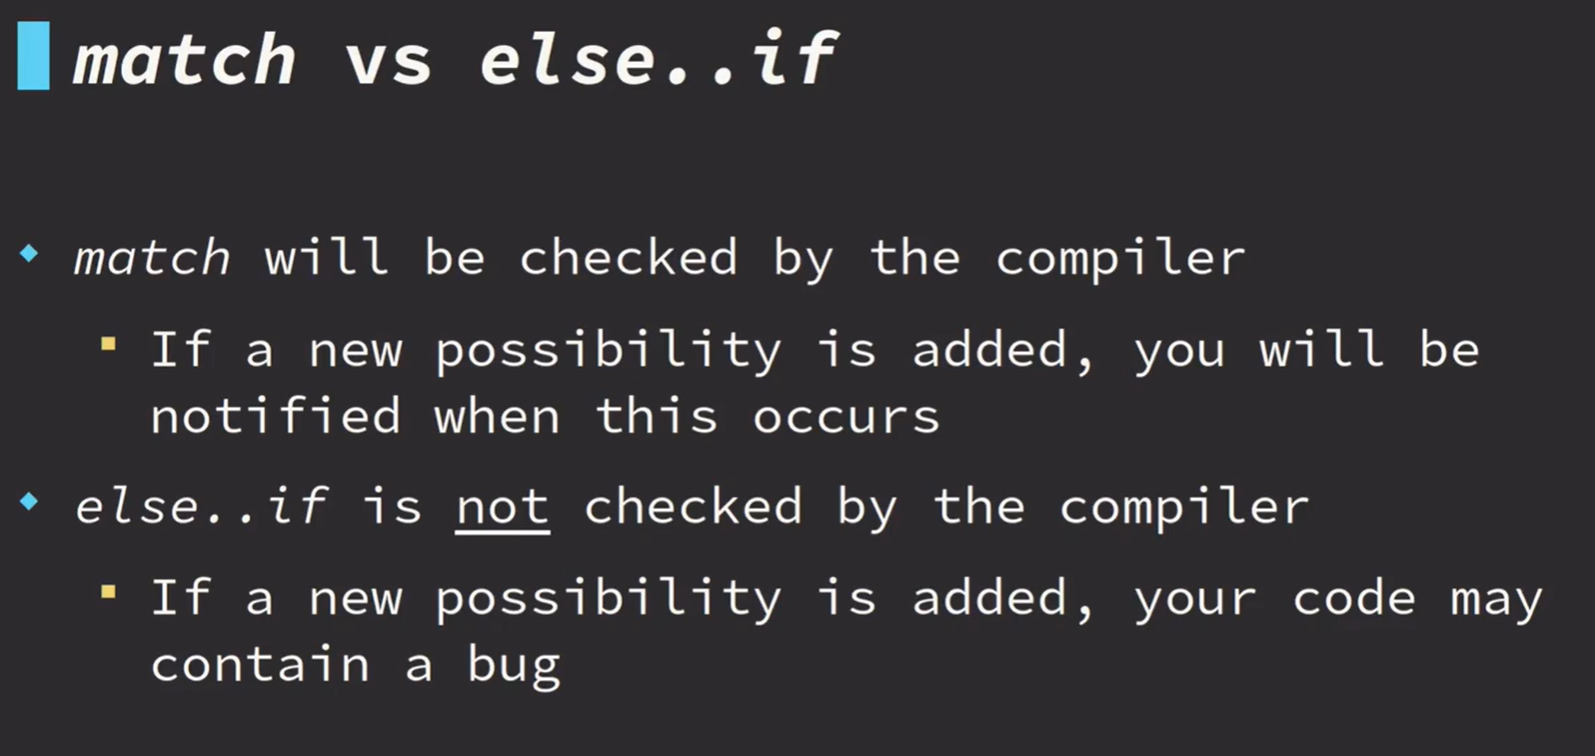 match vs else..if
match will be checked by the compiler
If a new possibility is added, you will be
notified when this occurs
else..if is not checked by the compiler
If a new possibility is added, your code may
contain a bug